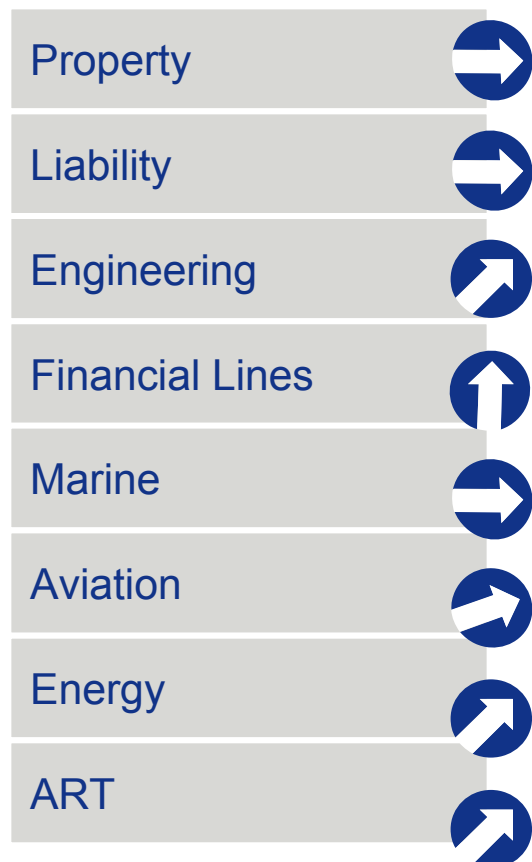 Property
Liability
Engineering
Financial Lines
Marine
Aviation
Energy
ART